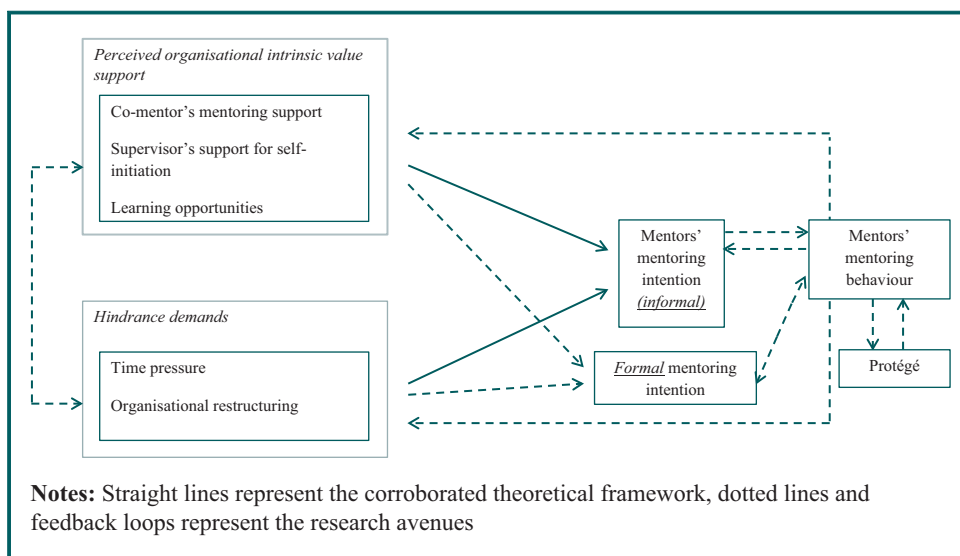 Perceived organisational intrinsic value
support
Co-mentor’s mentoring support
Supervisor’s support for self-
initiation
Learning opportunities
Mentors’
mentoring
intention
(informal)
Mentors’
mentoring
behaviour
Hindrance demands
Time pressure
Organisational restructuring
Formal mentoring
intention
Protégé
Notes: Straight lines represent the corroborated theoretical framework, dotted lines and
feedback loops represent the research avenues